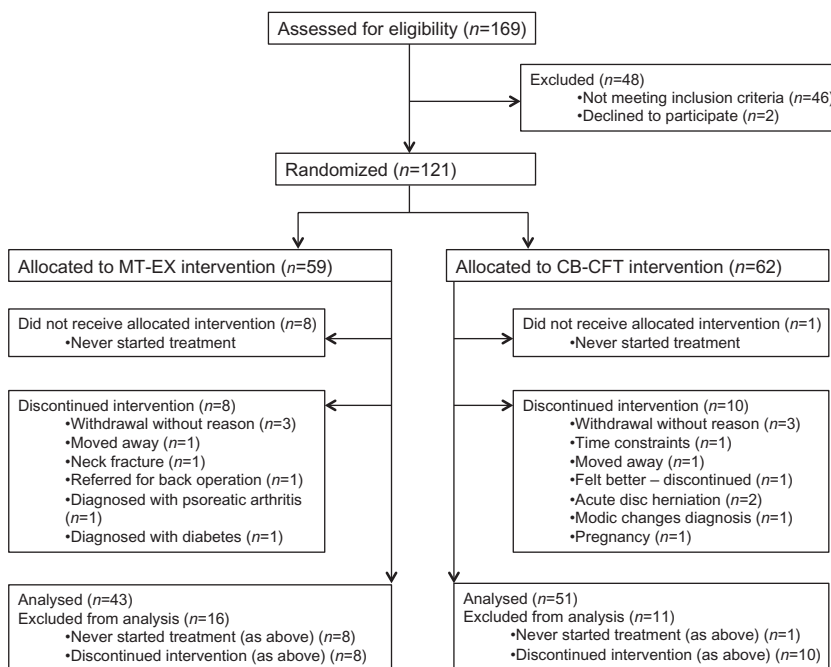 Assessed for eligibility (n=169)
Excluded (n=48)
•Not meeting inclusion criteria (n=46)
•Declined to participate (n=2)
Randomized (n=121)
Allocated to MT-EX intervention (n=59)
Allocated to CB-CFT intervention (n=62)
Did not receive allocated intervention (n=8)
•Never started treatment
Did not receive allocated intervention (n=1)
•Never started treatment
Discontinued intervention (n=8)
•Withdrawal without reason (n=3)
•Moved away (n=1)
•Neck fracture (n=1)
•Referred for back operation (n=1)
•Diagnosed with psoreatic arthritis
(n=1)
•Diagnosed with diabetes (n=1)
Discontinued intervention (n=10)
•Withdrawal without reason (n=3)
•Time constraints (n=1)
•Moved away (n=1)
•Felt better – discontinued (n=1)
•Acute disc herniation (n=2)
•Modic changes diagnosis (n=1)
•Pregnancy (n=1)
Analysed (n=43)
Excluded from analysis (n=16)
•Never started treatment (as above) (n=8)
•Discontinued intervention (as above) (n=8)
Analysed (n=51)
Excluded from analysis (n=11)
•Never started treatment (as above) (n=1)
•Discontinued intervention (as above) (n=10)